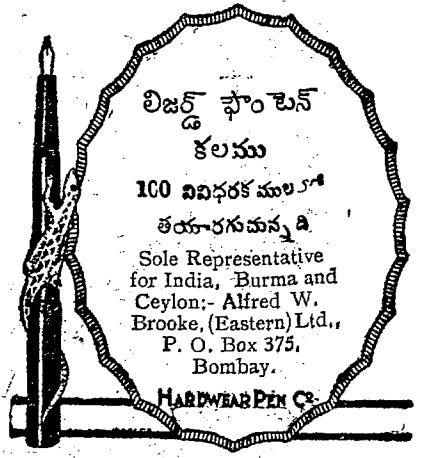 లిజర్డ్ ఫౌంటెన్
కలము
100 వివిధరకములలో
తయారగుచున్నది
Sole Representative
for India, Burma and
Ceylon:- Alfred W.
Brooke, (Eastern) Ltd.,
P. O. Box 375,
Bombay.
HARDWEAR PEN CO.